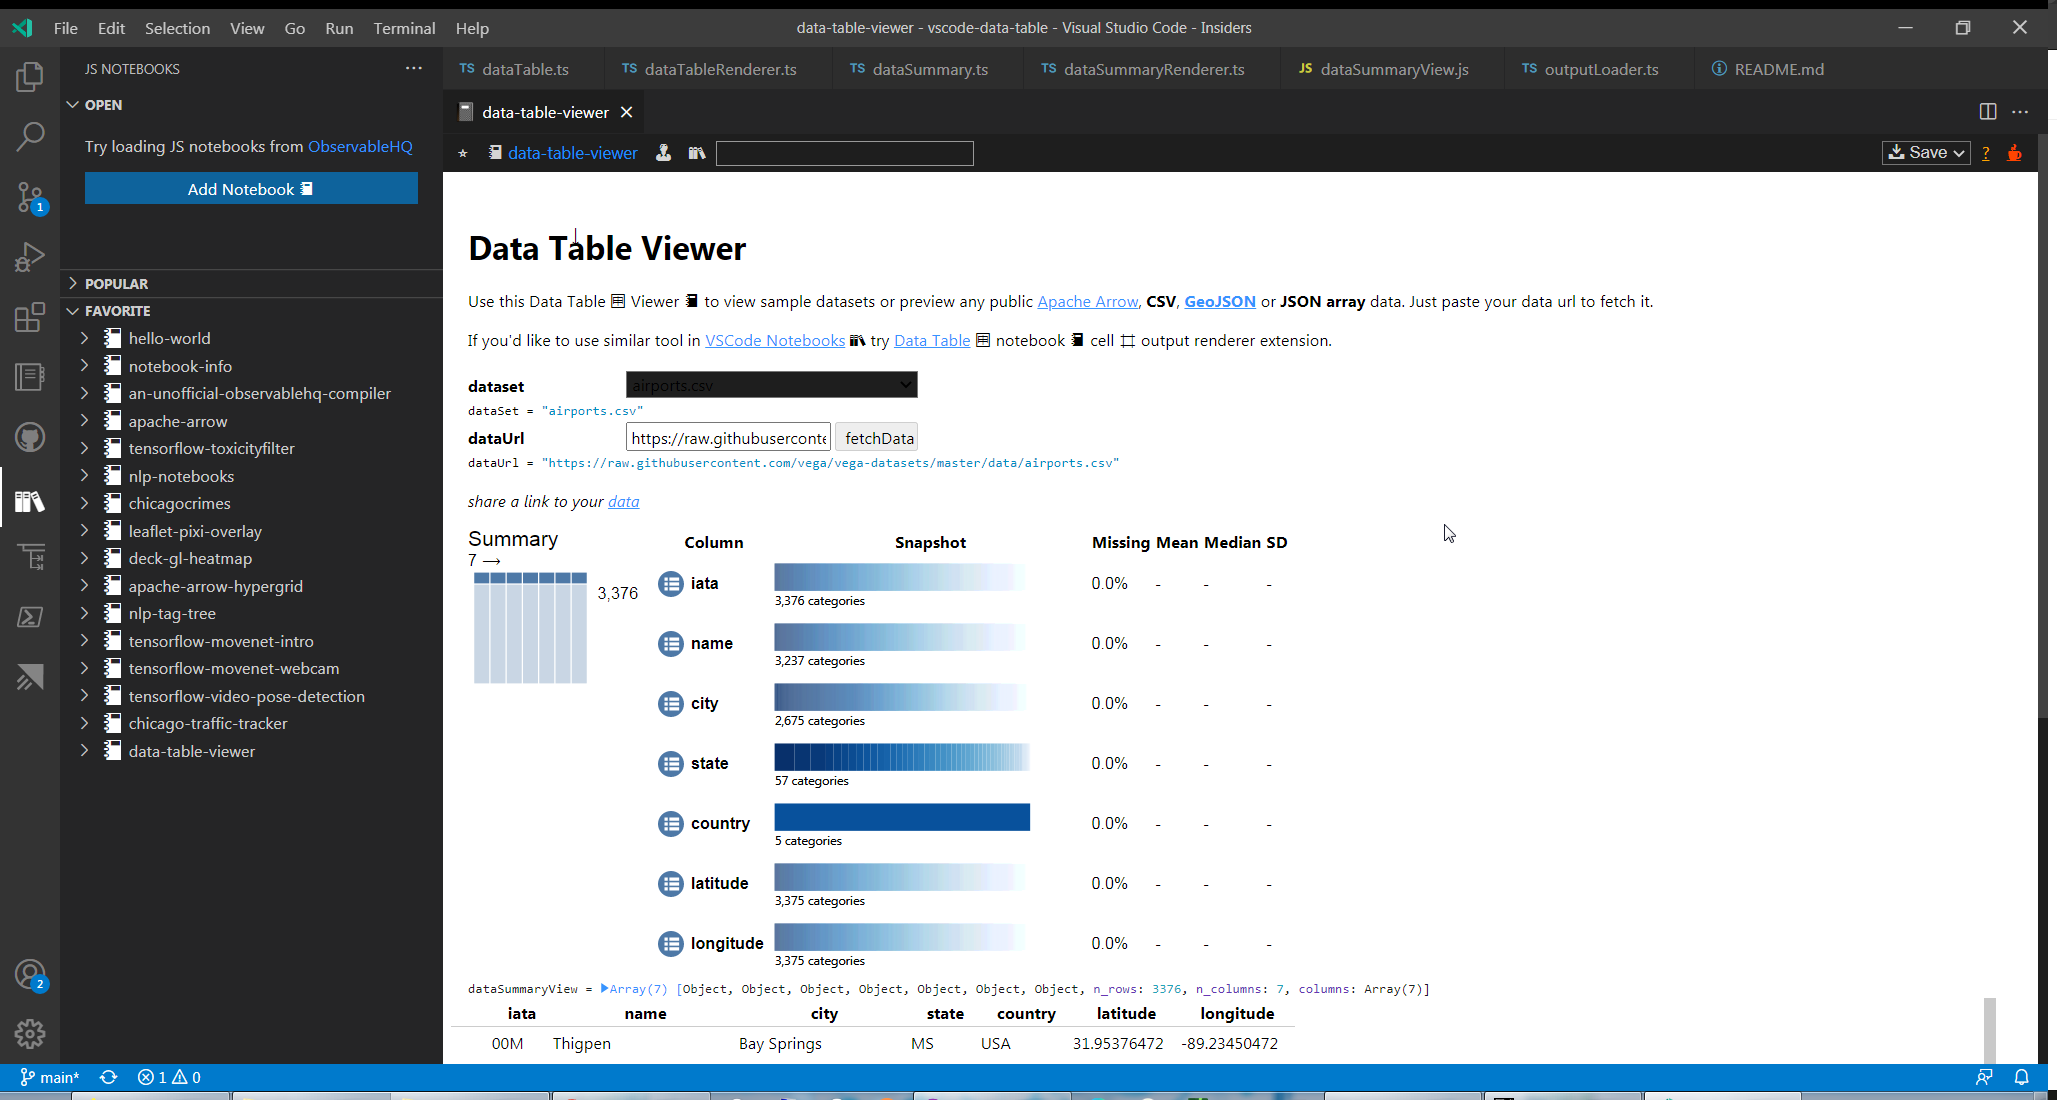 File Edit Selection View Go Run Terminal Help
data-table-viewer - vscode-data-table - Visual Studio Code - Insiders
JS NOTEBOOKS
TS dataTable.ts
TS dataTableRenderer.ts
TS dataSummary.ts
TS dataSummaryRenderer.ts
JS dataSummaryView.js
TS outputLoader.ts
README.md
OPEN
Try loading JS notebooks from ObservableHQ
Add Notebook
POPULAR
FAVORITE
hello-world
notebook-info
an-unofficial-observablehq-compiler
apache-arrow
tensorflow-toxicityfilter
nlp-notebooks
chicagocrimes
leaflet-pixi-overlay
deck-gl-heatmap
apache-arrow-hypergrid
nlp-tag-tree
tensorflow-movenet-intro
tensorflow-movenet-webcam
tensorflow-video-pose-detection
chicago-traffic-tracker
data-table-viewer
1
2
data-table-viewer
data-table-viewer
Save
?
Data Table Viewer
Use this Data Table Viewer to view sample datasets or preview any public Apache Arrow, CSV, GeoJSON or JSON array data. Just paste your data url to fetch it.
If you'd like to use similar tool in VSCode Notebooks try Data Table notebook cell output renderer extension.
dataset airports.csv
dataSet = "airports.csv"
dataUrl https://raw.githubuserconte fetchData
dataUrl = "https://raw.githubusercontent.com/vega/vega-datasets/master/data/airports.csv"
share a link to your data
Summary
7 →
3,376
Column Snapshot Missing Mean Median SD
iata 0.0% - - -
3,376 categories
name 0.0% - - -
3,237 categories
city 0.0% - - -
2,675 categories
state 0.0% - - -
57 categories
country 0.0% - - -
5 categories
latitude 0.0% - - -
3,375 categories
longitude 0.0% - - -
3,375 categories
dataSummaryView = Array(7) [Object, Object, Object, Object, Object, Object, Object, n_rows: 3376, n_columns: 7, columns: Array(7)]
iata name city state country latitude longitude
00M Thigpen Bay Springs MS USA 31.95376472 -89.23450472
main* 1 0